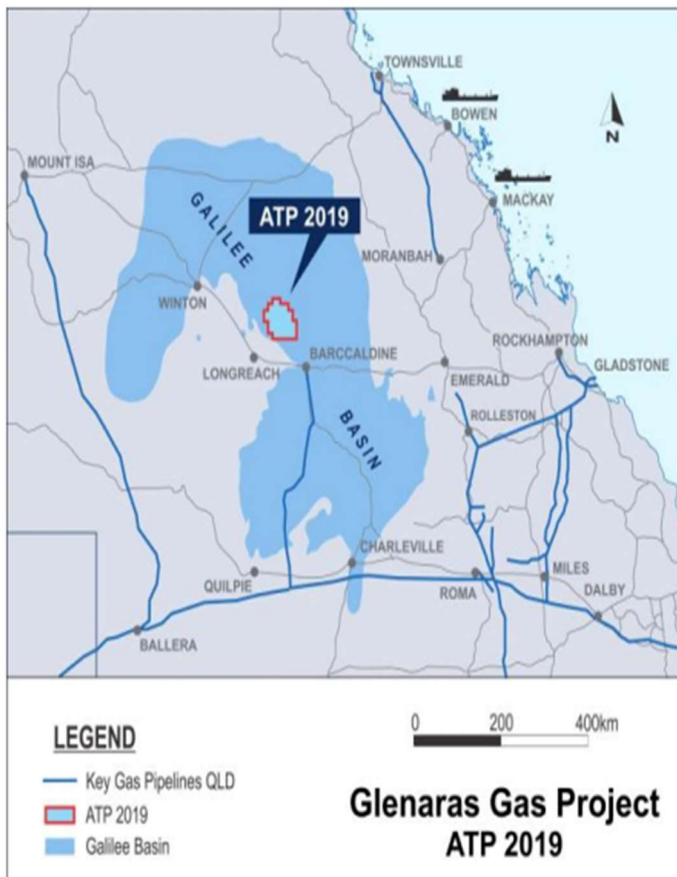 TOWNSVILLE
BOWEN
N
MOUNT ISA
MACKAY
GALILEE
ATP 2019
MORANBAH
WINTON
ROCKHAMPTON
BARCCALDINE
GLADSTONE
LONGREACH
EMERALD
ROLLESTON
BASIN
CHARLEVILLE
QUILPIE
ROMA
MILES
DALBY
BALLERA
LEGEND
Key Gas Pipelines QLD
ATP 2019
Galilee Basin
0 200 400km
Glenaras Gas Project
ATP 2019